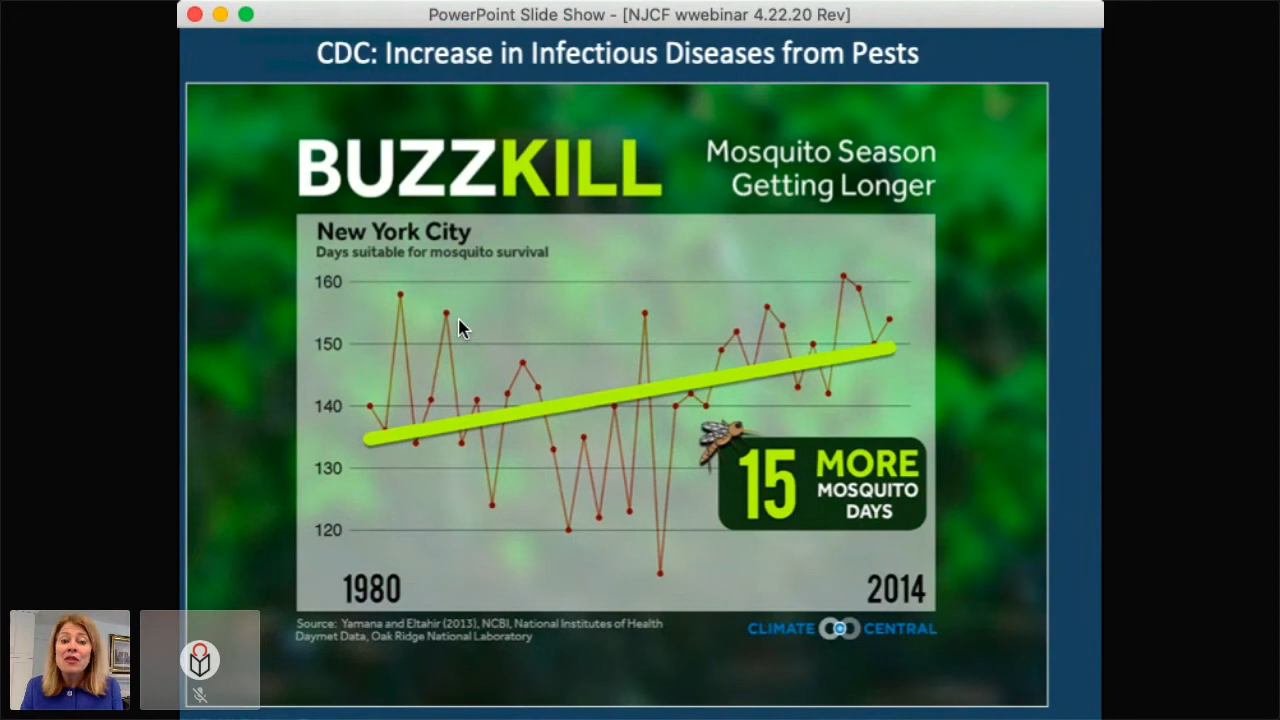 PowerPoint Slide Show - [NJCF wwebinar 4.22.20 Rev]
CDC: Increase in Infectious Diseases from Pests
BUZZKILL
Mosquito Season
Getting Longer
New York City
Days suitable for mosquito survival
160
150
140
130
120
15 MORE
MOSQUITO
DAYS
1980
2014
Source: Yamana and Eltahir (2013), NCBI, National Institutes of Health
Daymet Data, Oak Ridge National Laboratory
CLIMATE CENTRAL